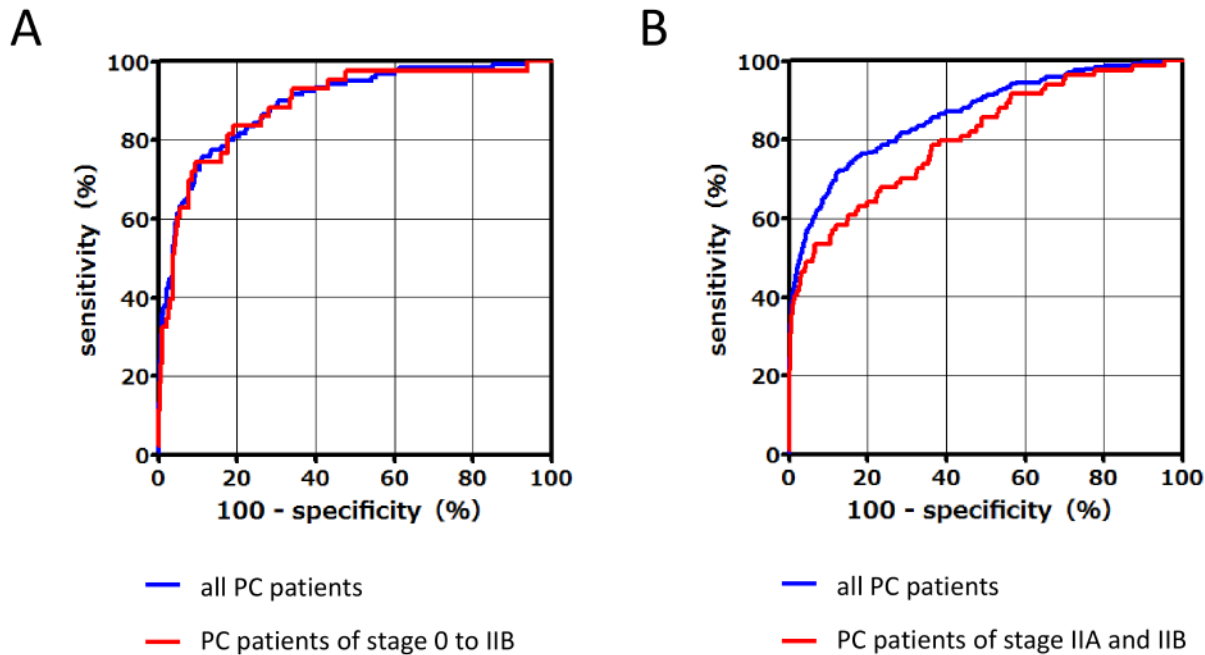 A
B
100
80
60
40
20
0
sensitivity (%)
0 20 40 60 80 100
100 - specificity (%)
100
80
60
40
20
0
sensitivity (%)
0 20 40 60 80 100
100 - specificity (%)
all PC patients
PC patients of stage 0 to IIB
all PC patients
PC patients of stage IIA and IIB